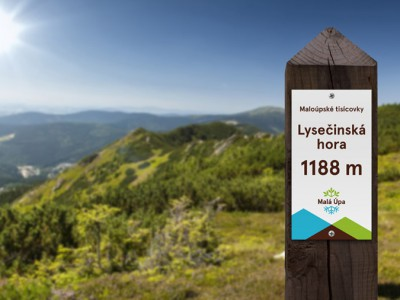 Maloúpské tisícovky
Lysečinská
hora
1188 m
Malá Úpa